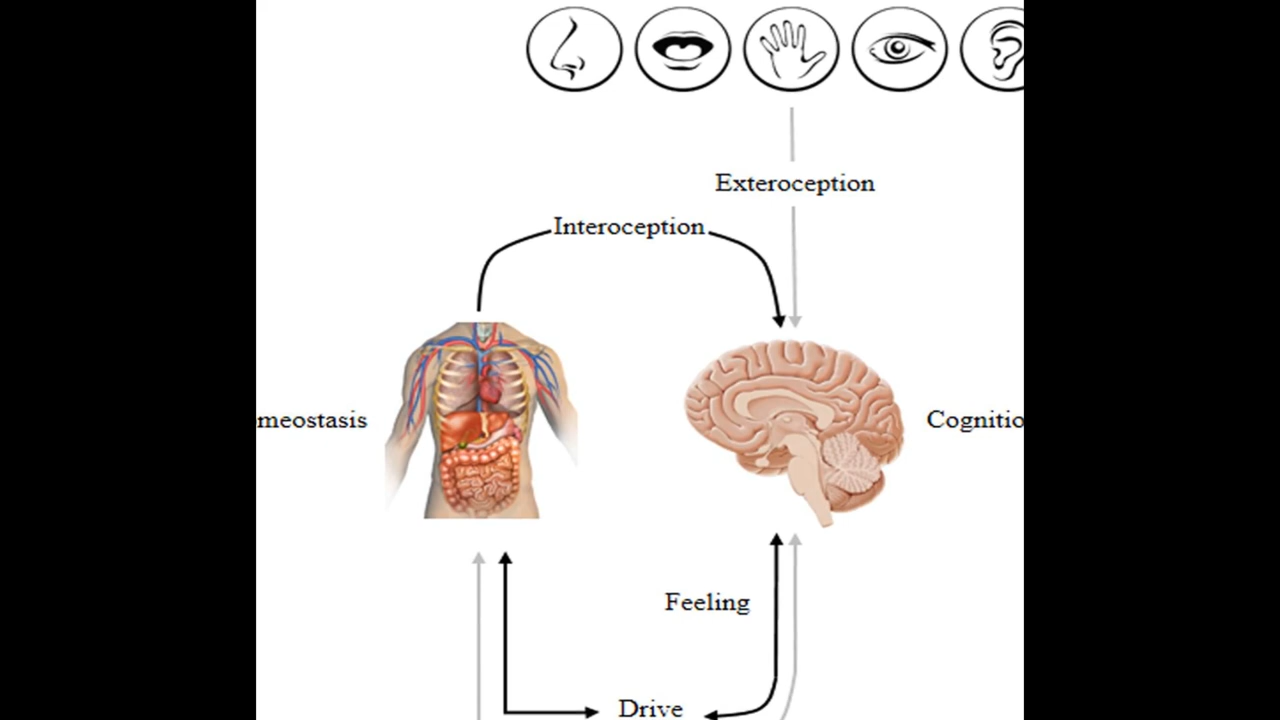 Exteroception
Interoception
meostasis
Cognitio
Feeling
Drive